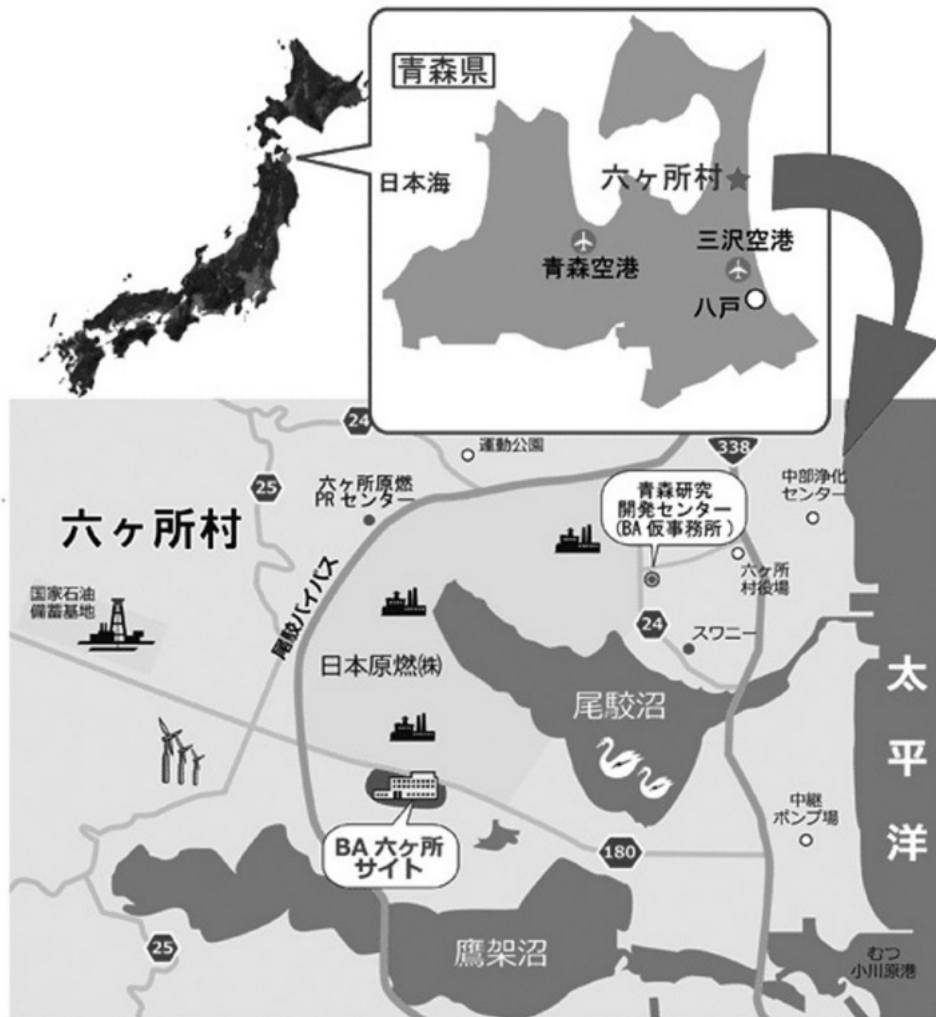 青森県
日本海
六ヶ所村
三沢空港
青森空港
八戸
24
運動公園
338
25
六ヶ所原燃
PRセンター
青森研究
開発センター
(BA仮事務所)
中部浄化
センター
六ヶ所村
国家石油
備蓄基地
尾駮バイパス
六ヶ所
村役場
24
スワニー
日本原燃㈱
尾駮沼
太平洋
BA六ヶ所
サイト
中継
ポンプ場
180
25
鷹架沼
むつ
小川原港